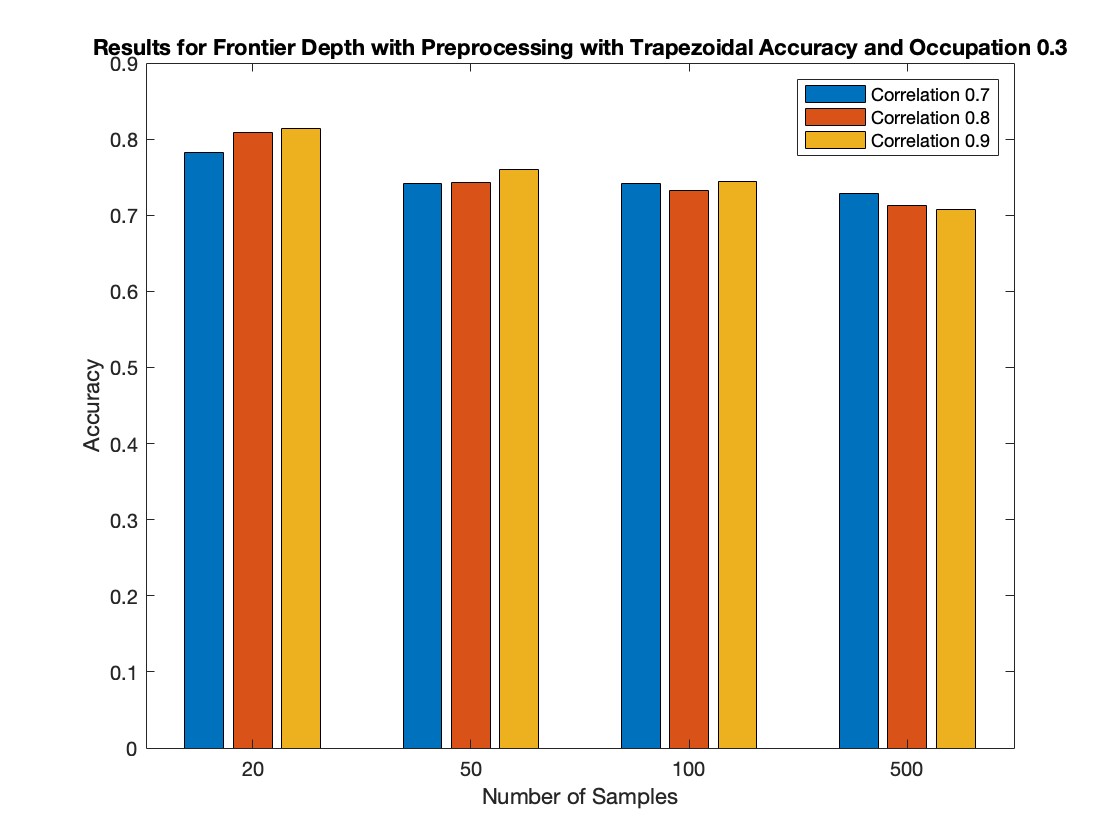 Results for Frontier Depth with Preprocessing with Trapezoidal Accuracy and Occupation 0.3
Correlation 0.7
Correlation 0.8
Correlation 0.9
Accuracy
0.9
0.8
0.7
0.6
0.5
0.4
0.3
0.2
0.1
0
20 50 100 500
Number of Samples